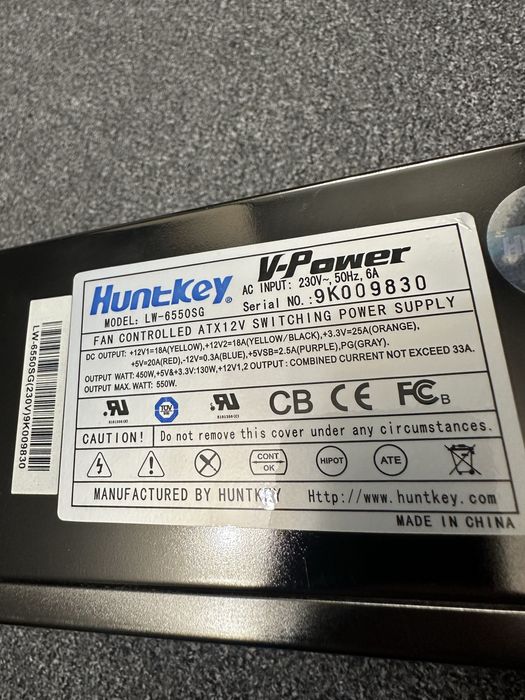 Huntkey® V-Power
MODEL: LW-6550SG
AC INPUT: 230V~, 50Hz, 6A
Serial NO.: 9K009830
FAN CONTROLLED ATX12V SWITCHING POWER SUPPLY
DC OUTPUT: +12V1=18A(YELLOW),+12V2=18A(YELLOW/BLACK),+3.3V=25A(ORANGE),
+5V=20A(RED),-12V=0.3A(BLUE),+5VSB=2.5A(PURPLE),PG(GRAY).
OUTPUT WATT: 450W,+5V&+3.3V:130W,+12V1,2 OUTPUT: COMBINED CURRENT NOT EXCEED 33A.
OUTPUT MAX. WATT: 550W.
CB CE FC B
CAUTION! Do not remove this cover under any circumstances.
CONT OK HIPOT ATE
MANUFACTURED BY HUNTKEY Http://www.huntkey.com
MADE IN CHINA
LW-6550SG(230V)9K009830